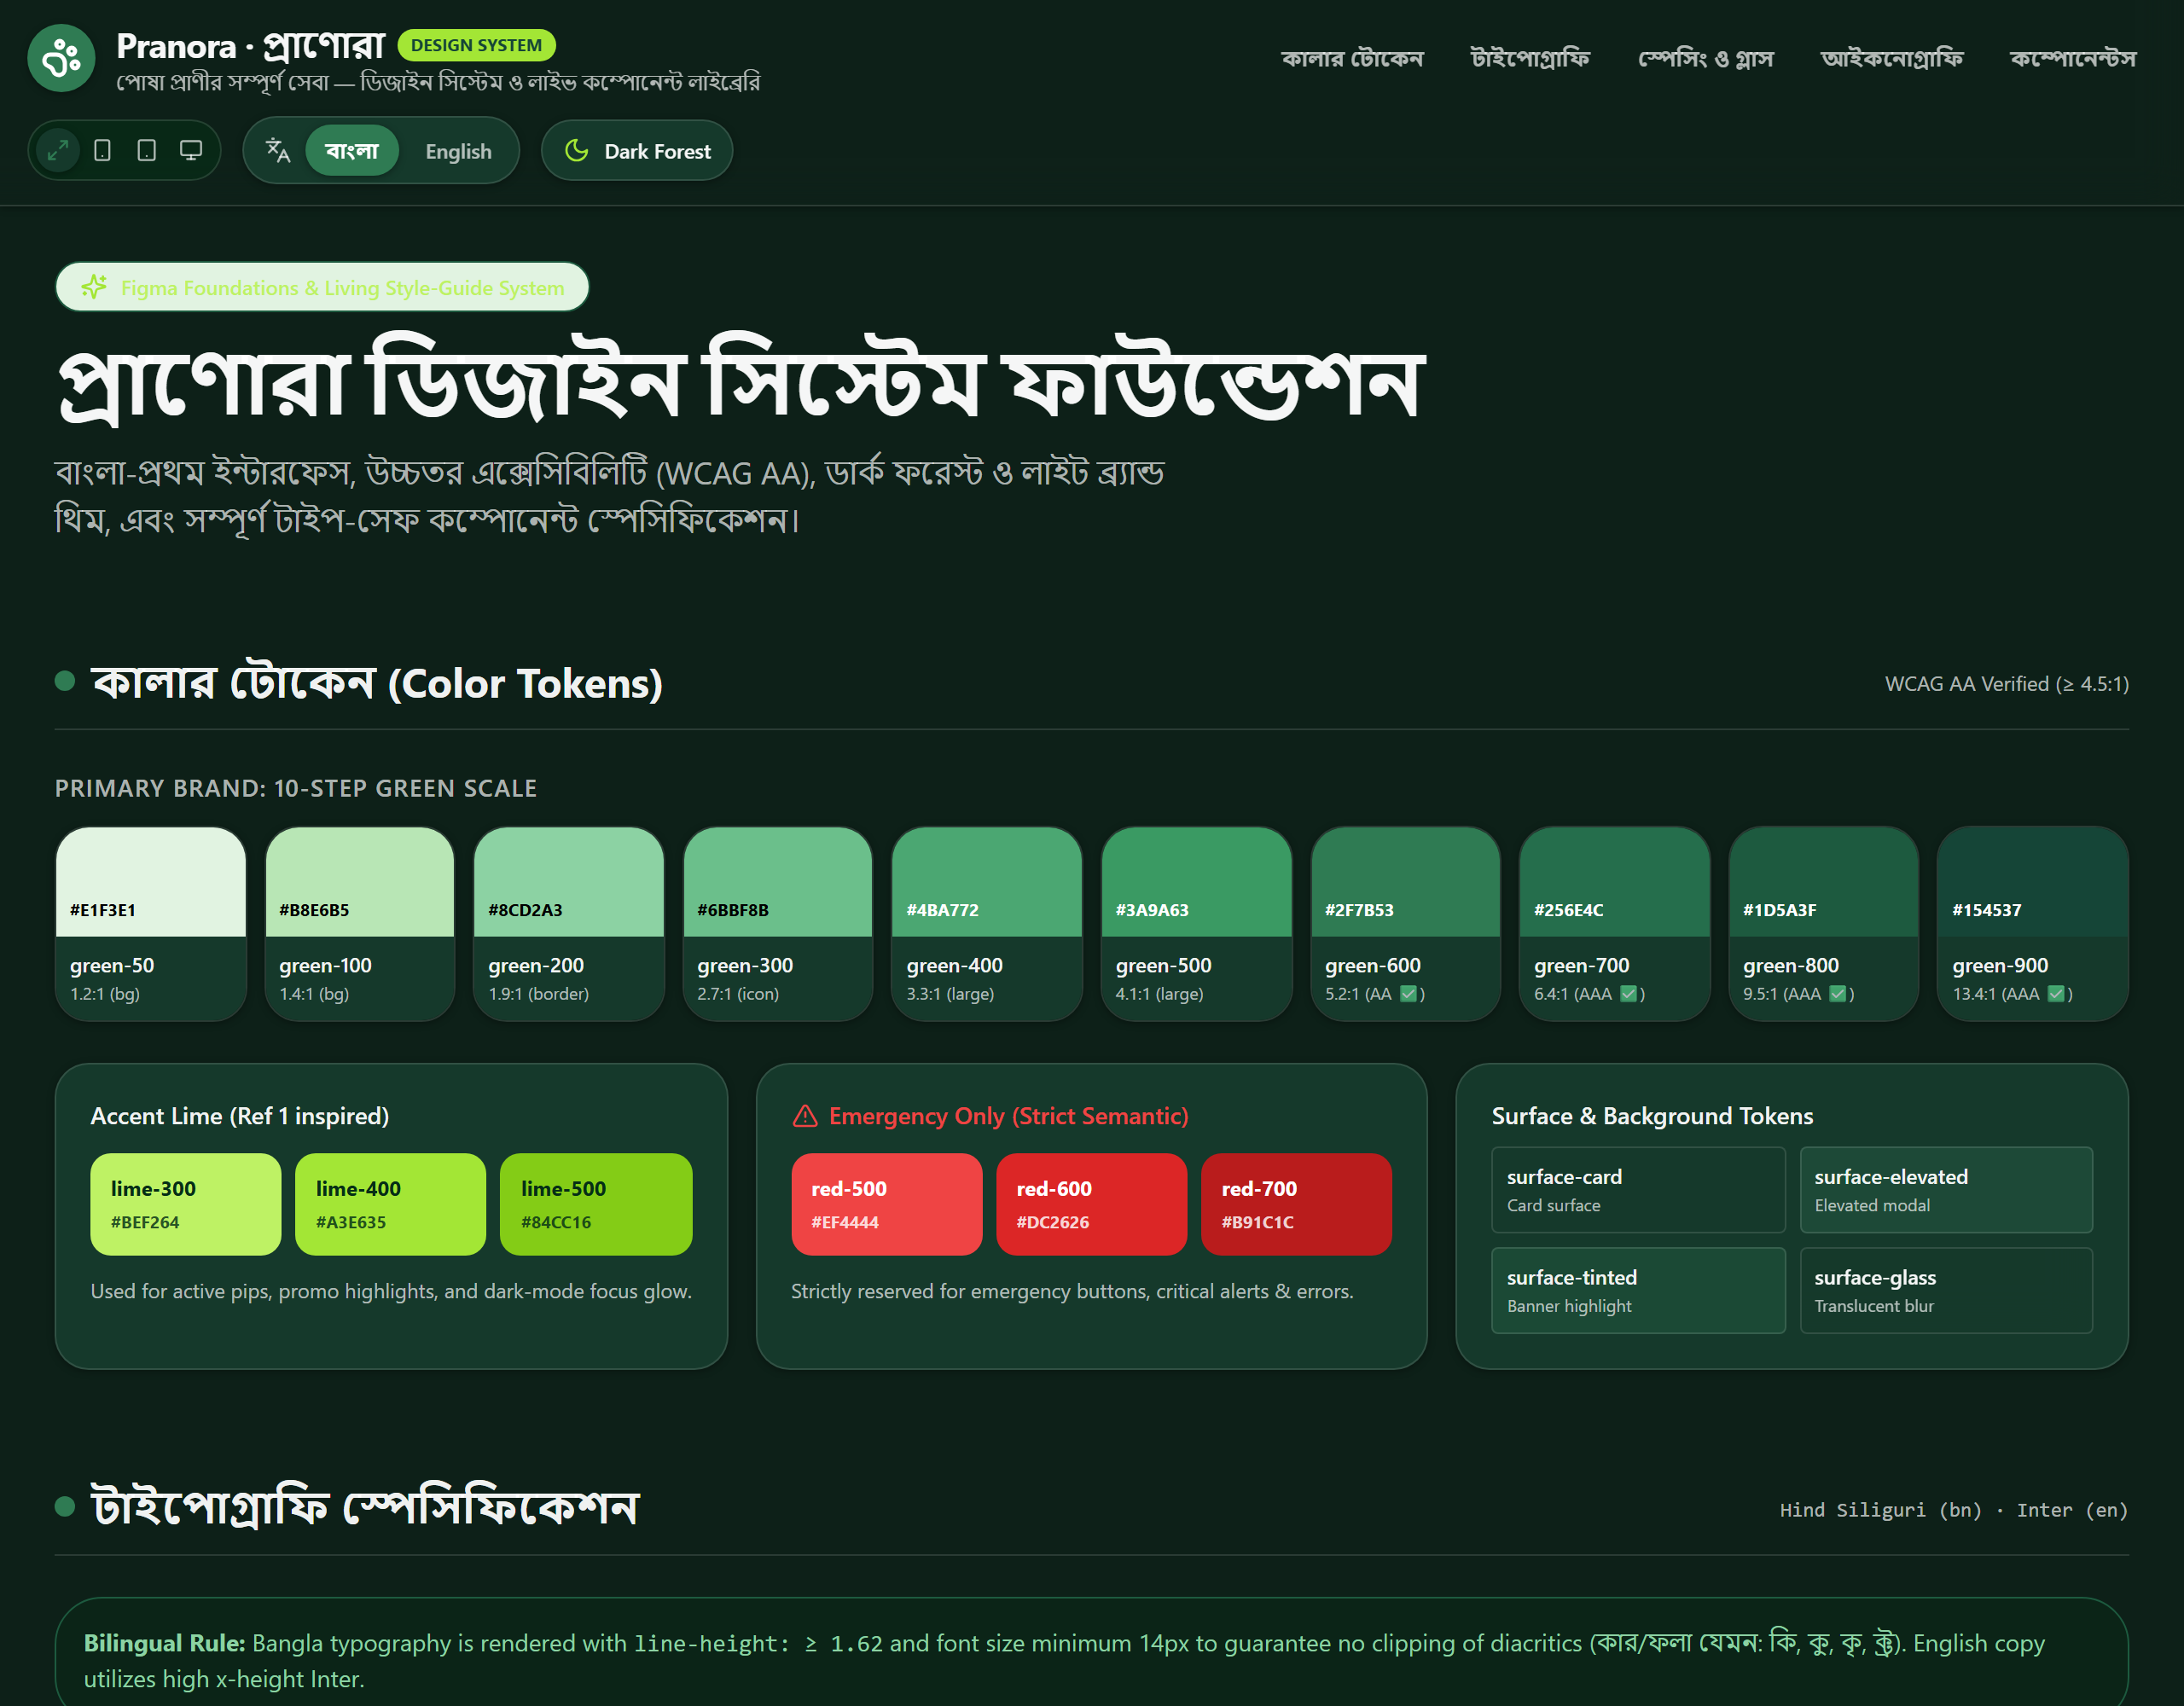 Pranora · প্রাণোরা DESIGN SYSTEM
পোষা প্রাণীর সম্পূর্ণ সেবা — ডিজাইন সিস্টেম ও লাইভ কম্পোনেন্ট লাইব্রেরি
কালার টোকেন টাইপোগ্রাফি স্পেসিং ও গ্লাস আইকনোগ্রাফি কম্পোনেন্টস
বাংলা English Dark Forest
Figma Foundations & Living Style-Guide System
প্রাণোরা ডিজাইন সিস্টেম ফাউন্ডেশন
বাংলা-প্রথম ইন্টারফেস, উচ্চতর এক্সেসিবিলিটি (WCAG AA), ডার্ক ফরেস্ট ও লাইট ব্র্যান্ড
থিম, এবং সম্পূর্ণ টাইপ-সেফ কম্পোনেন্ট স্পেসিফিকেশন।
কালার টোকেন (Color Tokens)
WCAG AA Verified (≥ 4.5:1)
PRIMARY BRAND: 10-STEP GREEN SCALE
#E1F3E1 #B8E6B5 #8CD2A3 #6BBF8B #4BA772 #3A9A63 #2F7B53 #256E4C #1D5A3F #154537
green-50 green-100 green-200 green-300 green-400 green-500 green-600 green-700 green-800 green-900
1.2:1 (bg) 1.4:1 (bg) 1.9:1 (border) 2.7:1 (icon) 3.3:1 (large) 4.1:1 (large) 5.2:1 (AA ✅) 6.4:1 (AAA ✅) 9.5:1 (AAA ✅) 13.4:1 (AAA ✅)
Accent Lime (Ref 1 inspired)
lime-300 lime-400 lime-500
#BEF264 #A3E635 #84CC16
Used for active pips, promo highlights, and dark-mode focus glow.
Emergency Only (Strict Semantic)
red-500 red-600 red-700
#EF4444 #DC2626 #B91C1C
Strictly reserved for emergency buttons, critical alerts & errors.
Surface & Background Tokens
surface-card surface-elevated
Card surface Elevated modal
surface-tinted surface-glass
Banner highlight Translucent blur
টাইপোগ্রাফি স্পেসিফিকেশন
Hind Siliguri (bn) · Inter (en)
Bilingual Rule: Bangla typography is rendered with line-height: ≥ 1.62 and font size minimum 14px to guarantee no clipping of diacritics (কার/ফলা যেমন: কি, কু, কৃ, ক্ট্র). English copy
utilizes high x-height Inter.